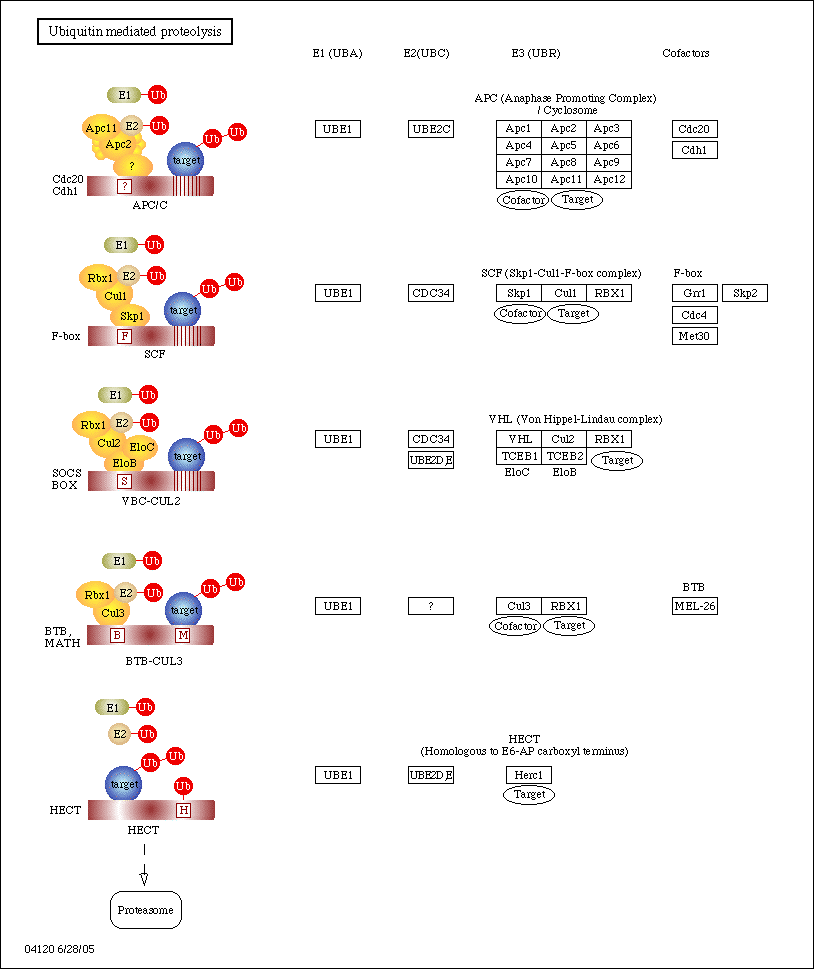 Ubiquitin mediated proteolysis
E1 (UBA) E2(UBC) E3 (UBR) Cofactors
E1 Ub
APC (Anaphase Promoting Complex)
/ Cyclosome
Apc11 E2 Ub Ub Ub
UBE1 UBE2C Apc1 Apc2 Apc3 Cdc20
Apc2
Apc4 Apc5 Apc6 Cdh1
? target
Apc7 Apc8 Apc9
Cdc20 ? Apc10 Apc11 Apc12
Cdh1
APC/C Cofactor Target
E1 Ub
Rbx1 E2 Ub Ub Ub
SCF (Skp1-Cul1-F-box complex) F-box
Cul1 UBE1 CDC34 Skp1 Cul1 RBX1 Grr1 Skp2
Skp1 target Cofactor Target Cdc4
F-box F Met30
SCF
E1 Ub
Rbx1 E2 Ub Ub Ub
VHL (Von Hippel-Lindau complex)
Cul2 EloC UBE1 CDC34 VHL Cul2 RBX1
EloB target UBE2D,E TCEB1 TCEB2 Target
SOCS S EloC EloB
BOX
VBC-CUL2
E1 Ub
Rbx1 E2 Ub Ub Ub
BTB
Cul3 target UBE1 ? Cul3 RBX1 MEL-26
BTB, B M Cofactor Target
MATH
BTB-CUL3
E1 Ub
E2 Ub
HECT
(Homologous to E6-AP carboxyl terminus)
Ub Ub
target Ub UBE1 UBE2D,E Herc1
Target
HECT H
HECT
Proteasome
04120 6/28/05